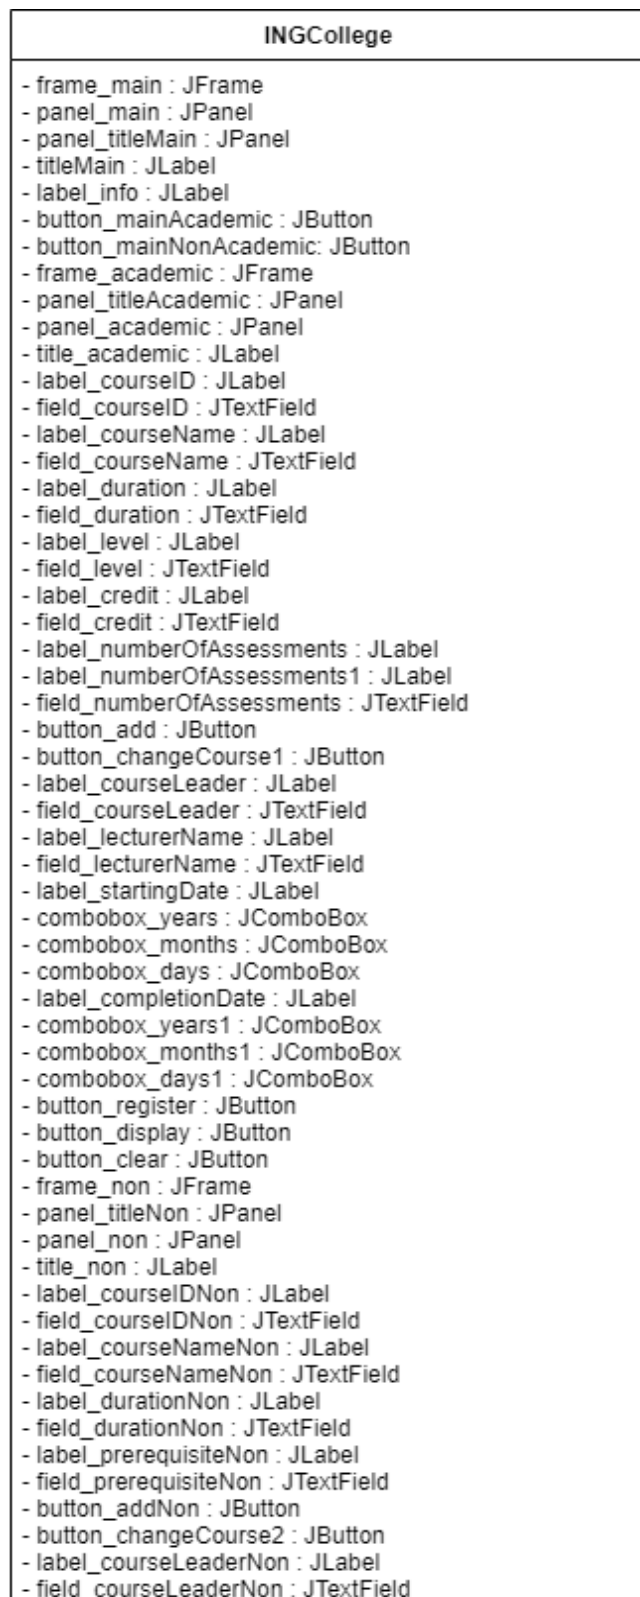 INGCollege
- frame_main : JFrame
- panel_main : JPanel
- panel_titleMain : JPanel
- titleMain : JLabel
- label_info : JLabel
- button_mainAcademic : JButton
- button_mainNonAcademic: JButton
- frame_academic : JFrame
- panel_titleAcademic : JPanel
- panel_academic : JPanel
- title_academic : JLabel
- label_courseID : JLabel
- field_courseID : JTextField
- label_courseName : JLabel
- field_courseName : JTextField
- label_duration : JLabel
- field_duration : JTextField
- label_level : JLabel
- field_level : JTextField
- label_credit : JLabel
- field_credit : JTextField
- label_numberOfAssessments : JLabel
- label_numberOfAssessments1 : JLabel
- field_numberOfAssessments : JTextField
- button_add : JButton
- button_changeCourse1 : JButton
- label_courseLeader : JLabel
- field_courseLeader : JTextField
- label_lecturerName : JLabel
- field_lecturerName : JTextField
- label_startingDate : JLabel
- combobox_years : JComboBox
- combobox_months : JComboBox
- combobox_days : JComboBox
- label_completionDate : JLabel
- combobox_years1 : JComboBox
- combobox_months1 : JComboBox
- combobox_days1 : JComboBox
- button_register : JButton
- button_display : JButton
- button_clear : JButton
- frame_non : JFrame
- panel_titleNon : JPanel
- panel_non : JPanel
- title_non : JLabel
- label_courseIDNon : JLabel
- field_courseIDNon : JTextField
- label_courseNameNon : JLabel
- field_courseNameNon : JTextField
- label_durationNon : JLabel
- field_durationNon : JTextField
- label_prerequisiteNon : JLabel
- field_prerequisiteNon : JTextField
- button_addNon : JButton
- button_changeCourse2 : JButton
- label_courseLeaderNon : JLabel
- field_courseLeaderNon : JTextField